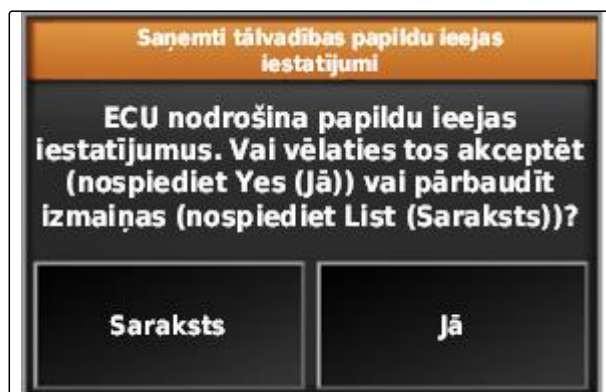 Saņemti tālvadības papildu ieejas
iestatījumi
ECU nodrošina papildu ieejas
iestatījumus. Vai vēlaties tos akceptēt
(nospiediet Yes (Jā)) vai pārbaudīt
izmaiņas (nospiediet List (Saraksts))?
Saraksts
Jā